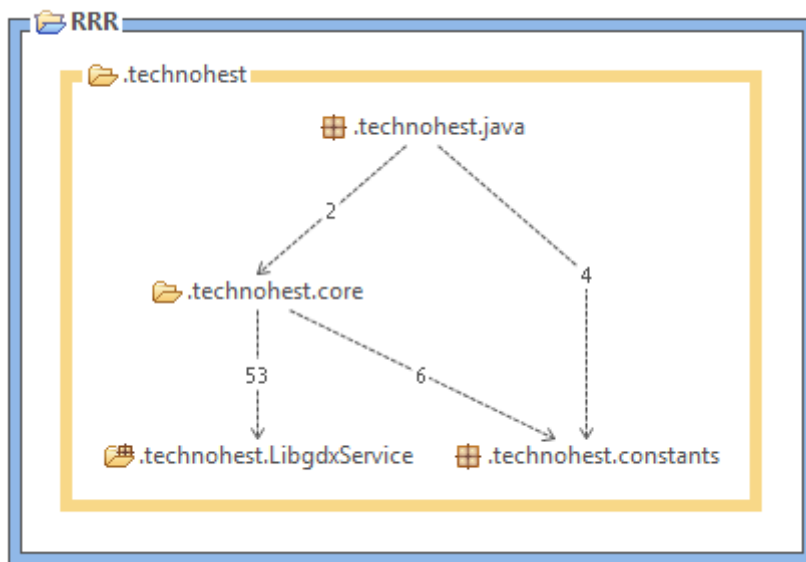 RRR
.technohest
.technohest.java
2
4
.technohest.core
53
6
.technohest.LibgdxService
.technohest.constants